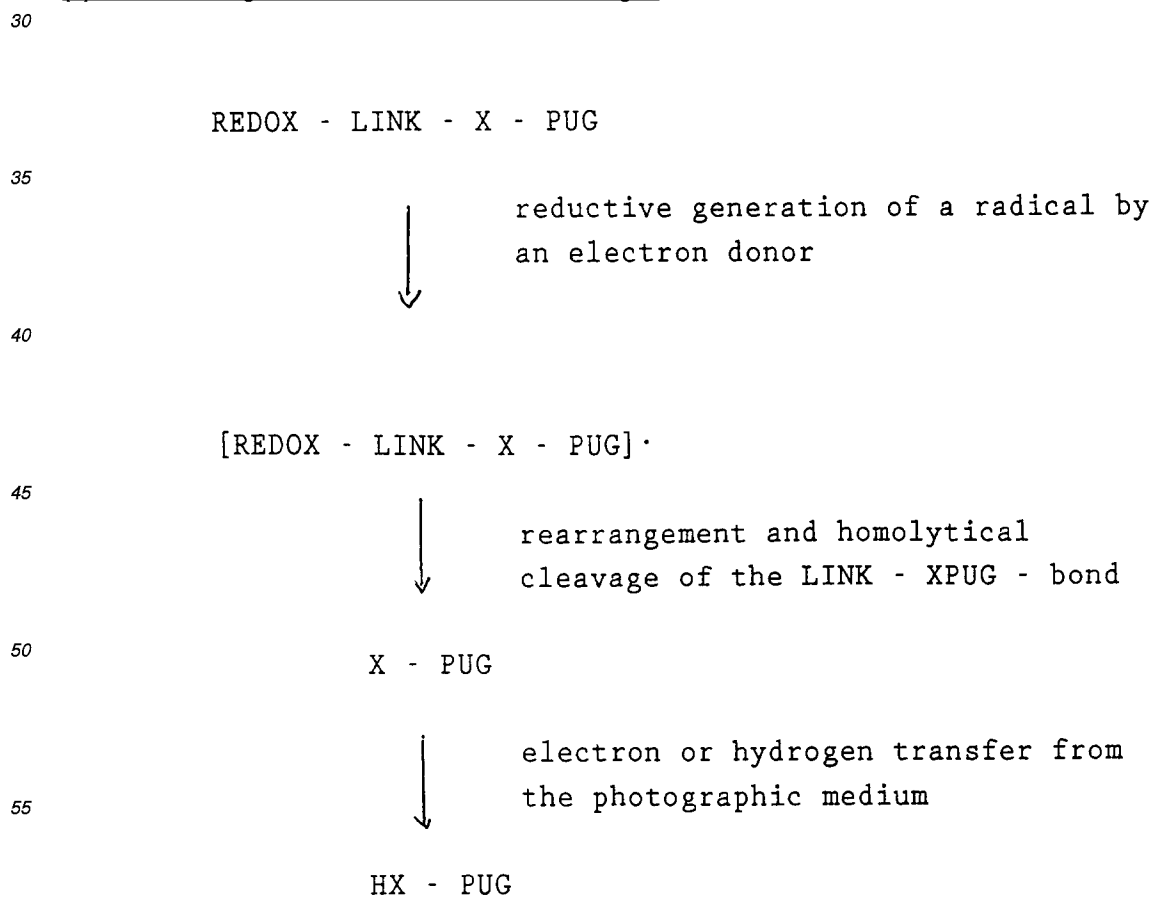 30
REDOX - LINK - X - PUG
35
reductive generation of a radical by
an electron donor
40
[REDOX - LINK - X - PUG]·
45
rearrangement and homolytical
cleavage of the LINK - XPUG - bond
50
X - PUG
electron or hydrogen transfer from
the photographic medium
55
HX - PUG